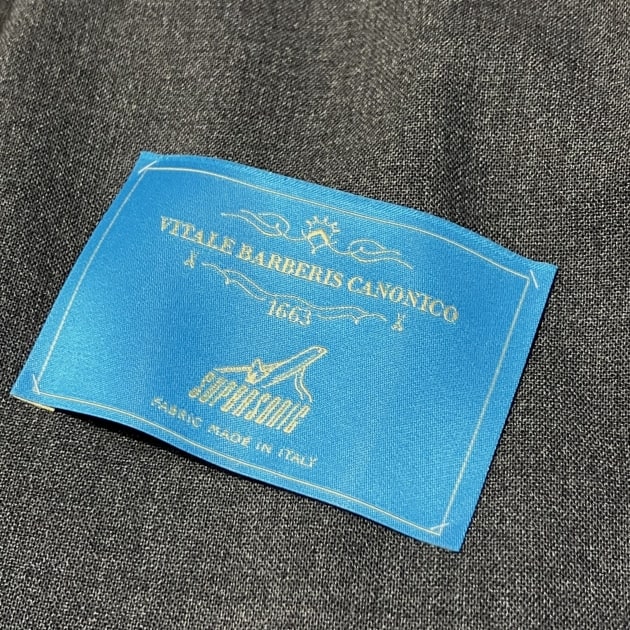 VITALE BARBERIS CANONICO
1663
SUPERSONIC
FABRIC MADE IN ITALY